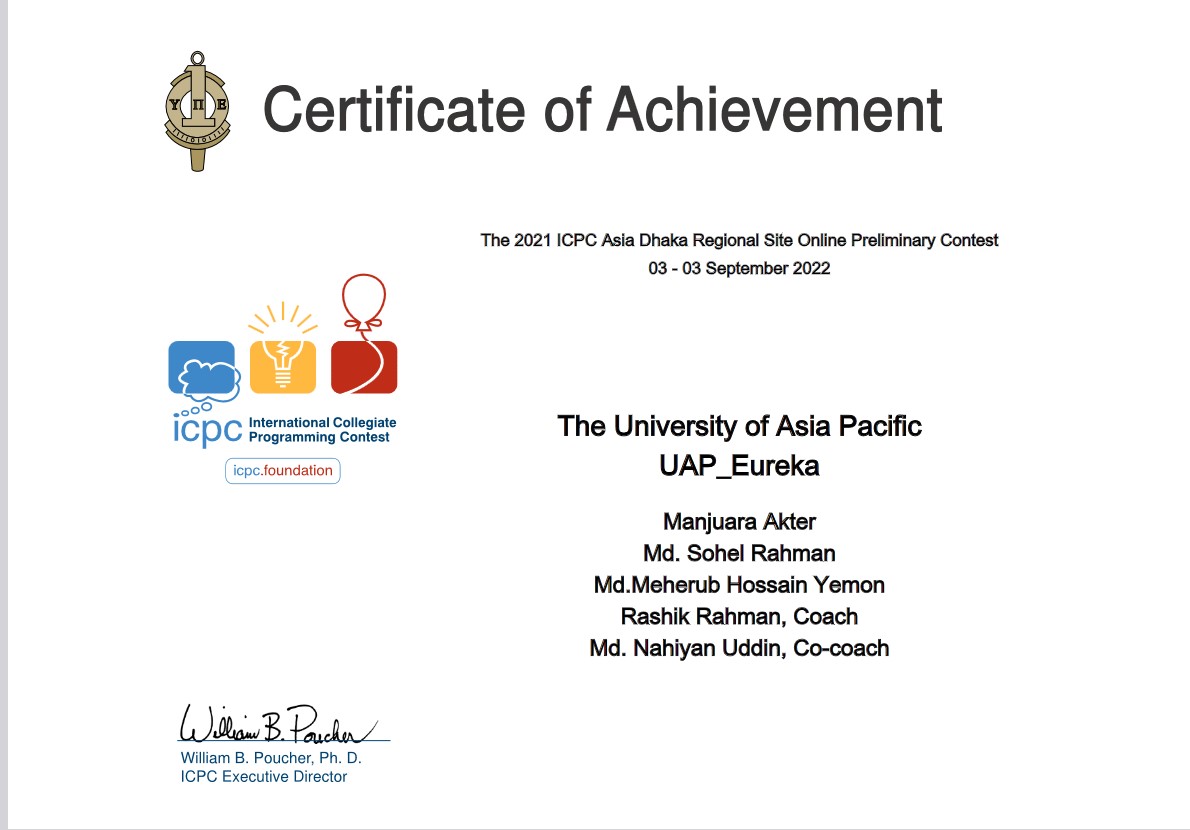 Υ Π Ε
Certificate of Achievement
The 2021 ICPC Asia Dhaka Regional Site Online Preliminary Contest
03 - 03 September 2022
icpc International Collegiate
Programming Contest
icpc.foundation
The University of Asia Pacific
UAP_Eureka
Manjuara Akter
Md. Sohel Rahman
Md.Meherub Hossain Yemon
Rashik Rahman, Coach
Md. Nahiyan Uddin, Co-coach
William B. Poucher
William B. Poucher, Ph. D.
ICPC Executive Director